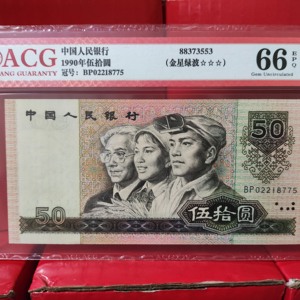 ACG
NG GUARANTY
中国人民银行
1990年伍拾圆
冠号: BP02218775
88373553
(金星绿波☆☆☆)
66 EPQ
Gem Uncirculated
中国人民银行
50
BP02218775
50
伍拾圆